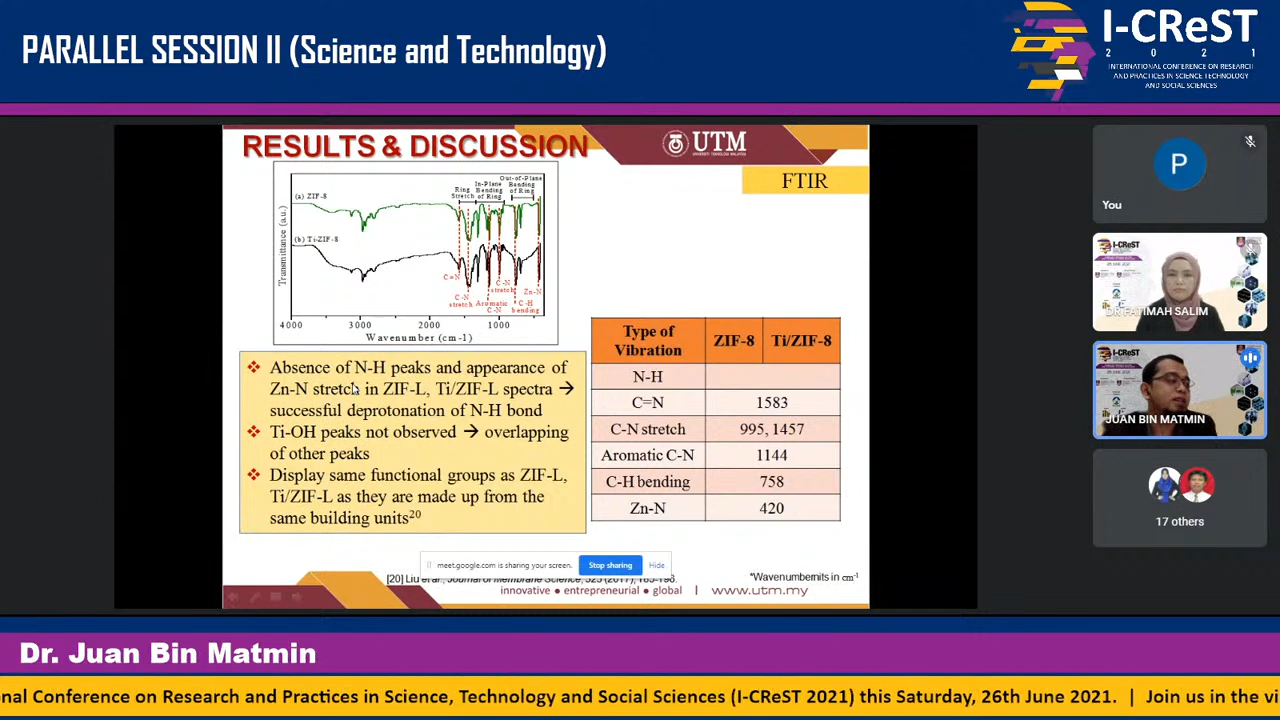 PARALLEL SESSION II (Science and Technology)
I-CReST
2 0 2 1
INTERNATIONAL CONFERENCE ON RESEARCH
AND PRACTICES IN SCIENCE TECHNOLOGY
AND SOCIAL SCIENCES
RESULTS & DISCUSSION
UTM
UNIVERSITI TEKNOLOGI MALAYSIA
FTIR
Ring
Stretch
In-Plane
Bending
of Ring
Out-of-Plane
Bending
of Ring
(a) ZIF-8
(b) Ti-ZIF-8
Transmittance (a.u.)
C=N
C-N
stretch
Aromatic
C-N
C-N
stretch
C-H
bending
Zn-N
4000 3000 2000 1000
Wavenumber (cm-1)
❖ Absence of N-H peaks and appearance of
Zn-N stretch in ZIF-L, Ti/ZIF-L spectra →
successful deprotonation of N-H bond
❖ Ti-OH peaks not observed → overlapping
of other peaks
❖ Display same functional groups as ZIF-L,
Ti/ZIF-L as they are made up from the
same building units20
Type of Vibration ZIF-8 Ti/ZIF-8
N-H
C=N 1583
C-N stretch 995, 1457
Aromatic C-N 1144
C-H bending 758
Zn-N 420
meet.google.com is sharing your screen. Stop sharing Hide
[20] Liu et al., Journal of Membrane Science,
*Wavenumbernits in cm-1
innovative ● entrepreneurial ● global | www.utm.my
P
You
I-CReST
DR FATIMAH SALIM
I-CReST
JUAN BIN MATMIN
17 others
Dr. Juan Bin Matmin
nal Conference on Research and Practices in Science, Technology and Social Sciences (I-CReST 2021) this Saturday, 26th June 2021. | Join us in the vi